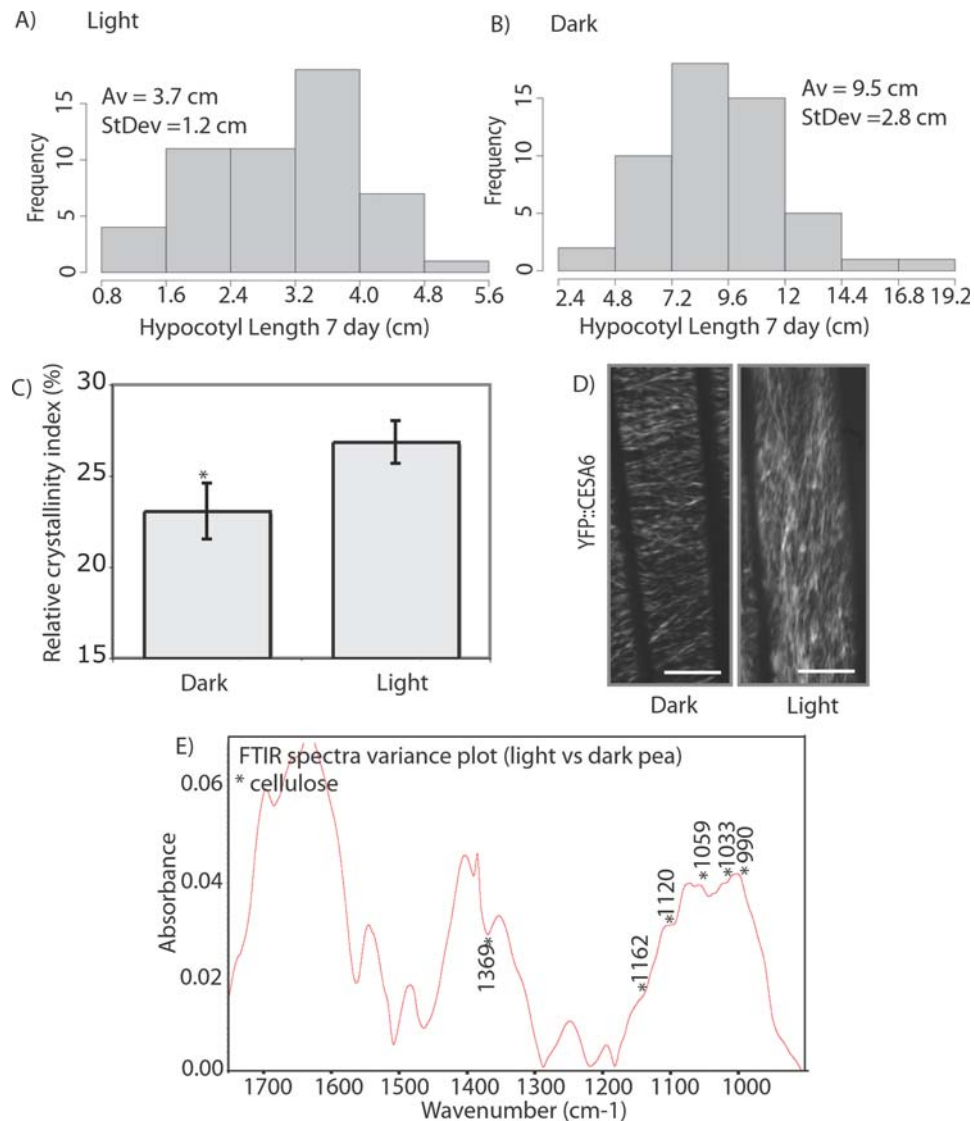 A) Light
Av = 3.7 cm
StDev =1.2 cm
Frequency
15
10
5
0
0.8 1.6 2.4 3.2 4.0 4.8 5.6
Hypocotyl Length 7 day (cm)
B) Dark
Av = 9.5 cm
StDev =2.8 cm
Frequency
15
10
5
0
2.4 4.8 7.2 9.6 12 14.4 16.8 19.2
Hypocotyl Length 7 day (cm)
C)
Relative crystallinity index (%)
30
25
20
15
*
Dark Light
D)
YFP::CESA6
Dark Light
E)
FTIR spectra variance plot (light vs dark pea)
* cellulose
Absorbance
0.06
0.04
0.02
0.00
1369*
*1162
*1120
*1059
*1033
*990
1700 1600 1500 1400 1300 1200 1100 1000
Wavenumber (cm-1)